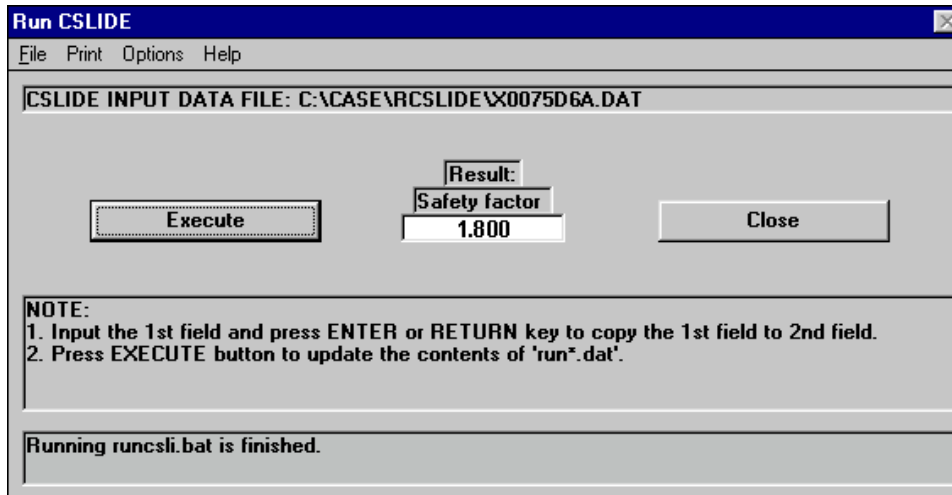 Run CSLIDE
File Print Options Help
CSLIDE INPUT DATA FILE: C:\CASE\RCSLIDE\X0075D6A.DAT
Result:
Safety factor
Execute 1.800 Close
NOTE:
1. Input the 1st field and press ENTER or RETURN key to copy the 1st field to 2nd field.
2. Press EXECUTE button to update the contents of 'run*.dat'.
Running runcsli.bat is finished.